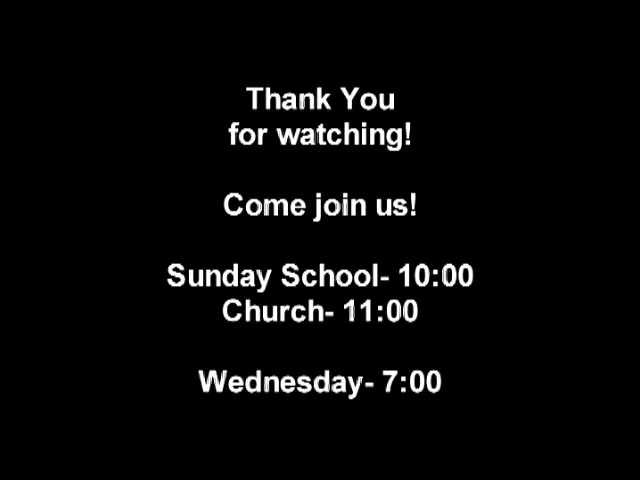 Thank You
for watching!
Come join us!
Sunday School- 10:00
Church- 11:00
Wednesday- 7:00